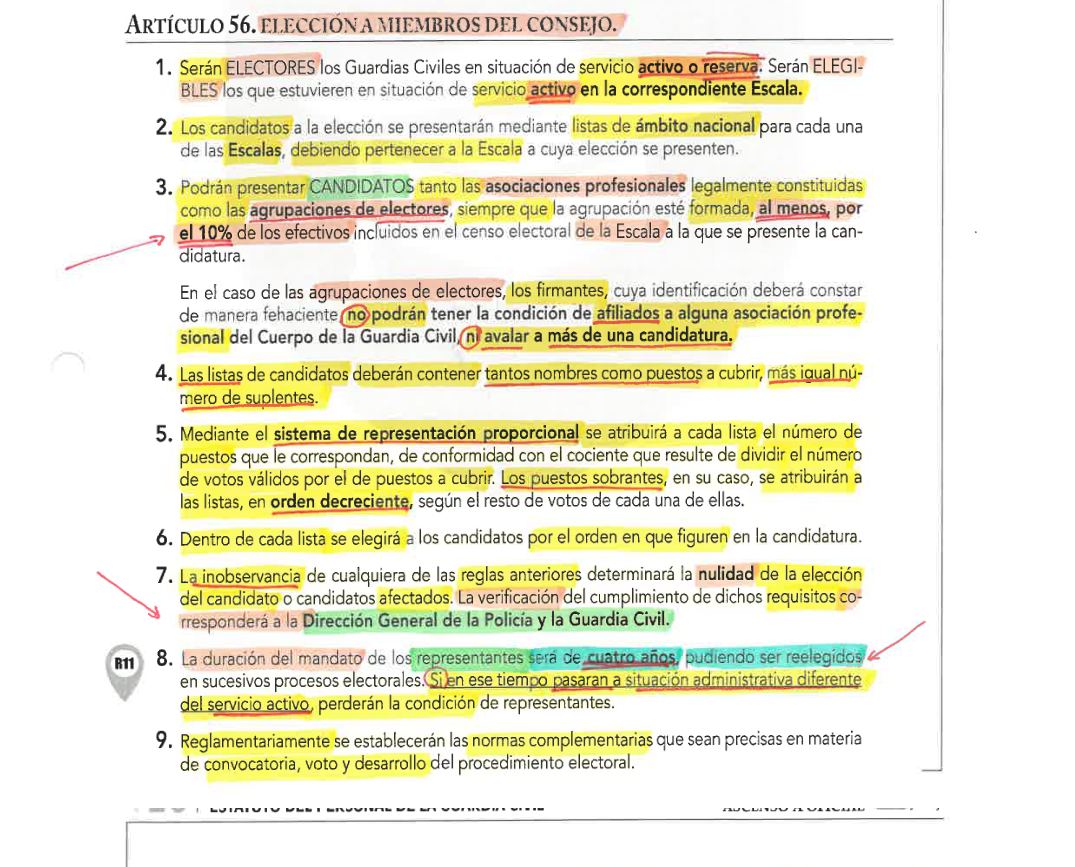 ARTÍCULO 56. ELECCIÓN A MIEMBROS DEL CONSEJO.
1. Serán ELECTORES los Guardias Civiles en situación de servicio activo o reserva. Serán ELEGI-
BLES los que estuvieren en situación de servicio activo en la correspondiente Escala.
2. Los candidatos a la elección se presentarán mediante listas de ámbito nacional para cada una
de las Escalas, debiendo pertenecer a la Escala a cuya elección se presenten.
3. Podrán presentar CANDIDATOS tanto las asociaciones profesionales legalmente constituidas
como las agrupaciones de electores, siempre que la agrupación esté formada, al menos, por
el 10% de los efectivos incluidos en el censo electoral de la Escala a la que se presente la can-
didatura.
En el caso de las agrupaciones de electores, los firmantes, cuya identificación deberá constar
de manera fehaciente no podrán tener la condición de afiliados a alguna asociación profe-
sional del Cuerpo de la Guardia Civil, ni avalar a más de una candidatura.
4. Las listas de candidatos deberán contener tantos nombres como puestos a cubrir, más igual nú-
mero de suplentes.
5. Mediante el sistema de representación proporcional se atribuirá a cada lista el número de
puestos que le correspondan, de conformidad con el cociente que resulte de dividir el número
de votos válidos por el de puestos a cubrir. Los puestos sobrantes, en su caso, se atribuirán a
las listas, en orden decreciente, según el resto de votos de cada una de ellas.
6. Dentro de cada lista se elegirá a los candidatos por el orden en que figuren en la candidatura.
7. La inobservancia de cualquiera de las reglas anteriores determinará la nulidad de la elección
del candidato o candidatos afectados. La verificación del cumplimiento de dichos requisitos co-
rresponderá a la Dirección General de la Policía y la Guardia Civil.
R11
8. La duración del mandato de los representantes será de cuatro años, pudiendo ser reelegidos
en sucesivos procesos electorales. Si en ese tiempo pasaran a situación administrativa diferente
del servicio activo, perderán la condición de representantes.
9. Reglamentariamente se establecerán las normas complementarias que sean precisas en materia
de convocatoria, voto y desarrollo del procedimiento electoral.
ESTATUTO DEL PERSONAL DE LA GUARDIA CIVIL
ASCENSO A OFICIAL